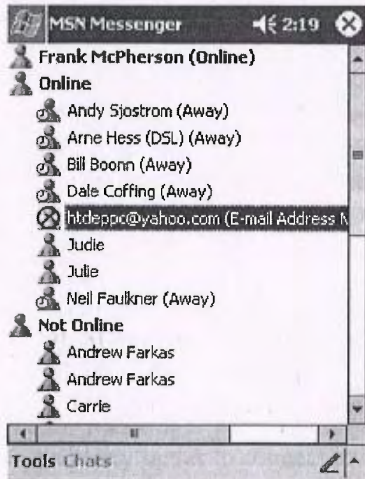 MSN Messenger 2:19
Frank McPherson (Online)
Online
Andy Sjostrom (Away)
Arne Hess (DSL) (Away)
Bill Boonn (Away)
Dale Coffing (Away)
htdeppc@yahoo.com (E-mail Address N
Judie
Julie
Neil Faulkner (Away)
Not Online
Andrew Farkas
Andrew Farkas
Carrie
Tools Chats